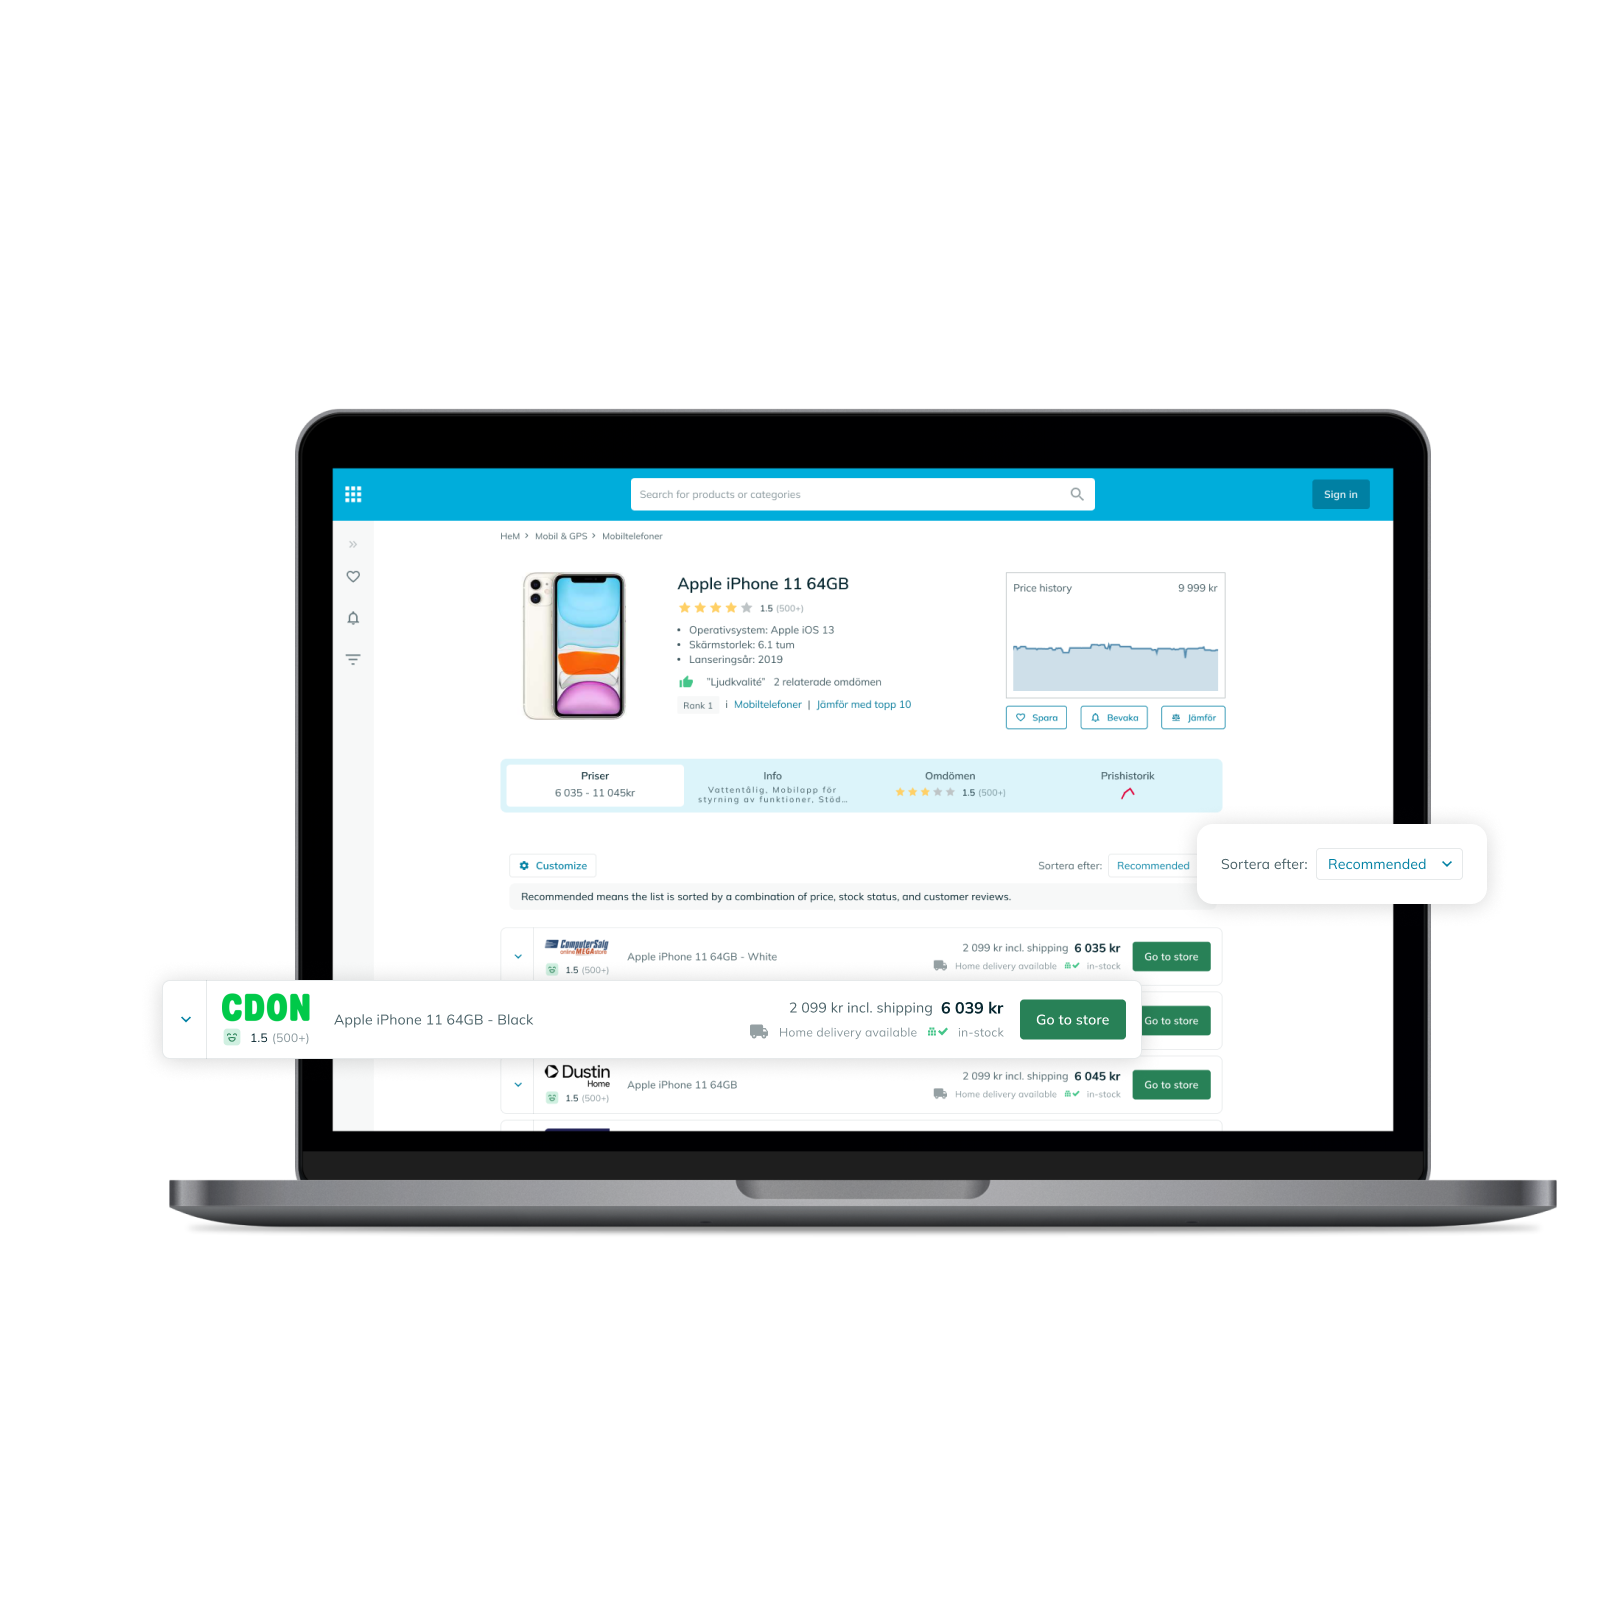 Search for products or categories
Sign in
HeM > Mobil & GPS > Mobiltelefoner
Apple iPhone 11 64GB
1.5 (500+)
• Operativsystem: Apple iOS 13
• Skärmstorlek: 6.1 tum
• Lanseringsår: 2019
"Ljudkvalité" 2 relaterade omdömen
Rank 1 i Mobiltelefoner | Jämför med topp 10
Price history 9 999 kr
Spara
Bevaka
Jämför
Priser
6 035 - 11 045kr
Info
Vattentålig, Mobilapp för
styrning av funktioner, Stöd...
Omdömen
1.5 (500+)
Prishistorik
Customize
Sortera efter: Recommended
Sortera efter: Recommended
Recommended means the list is sorted by a combination of price, stock status, and customer reviews.
ComputerSalg
online MEGAstore
1.5 (500+)
Apple iPhone 11 64GB - White
2 099 kr incl. shipping 6 035 kr
Home delivery available in-stock
Go to store
CDON
1.5 (500+)
Apple iPhone 11 64GB - Black
2 099 kr incl. shipping 6 039 kr
Home delivery available in-stock
Go to store
Go to store
Dustin
Home
1.5 (500+)
Apple iPhone 11 64GB
2 099 kr incl. shipping 6 045 kr
Home delivery available in-stock
Go to store